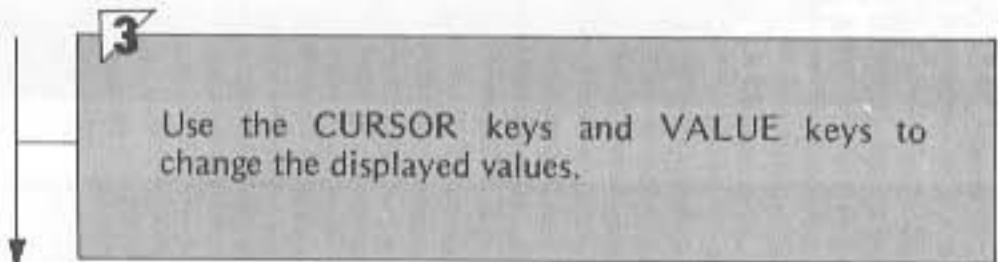 3
Use the CURSOR keys and VALUE keys to
change the displayed values.